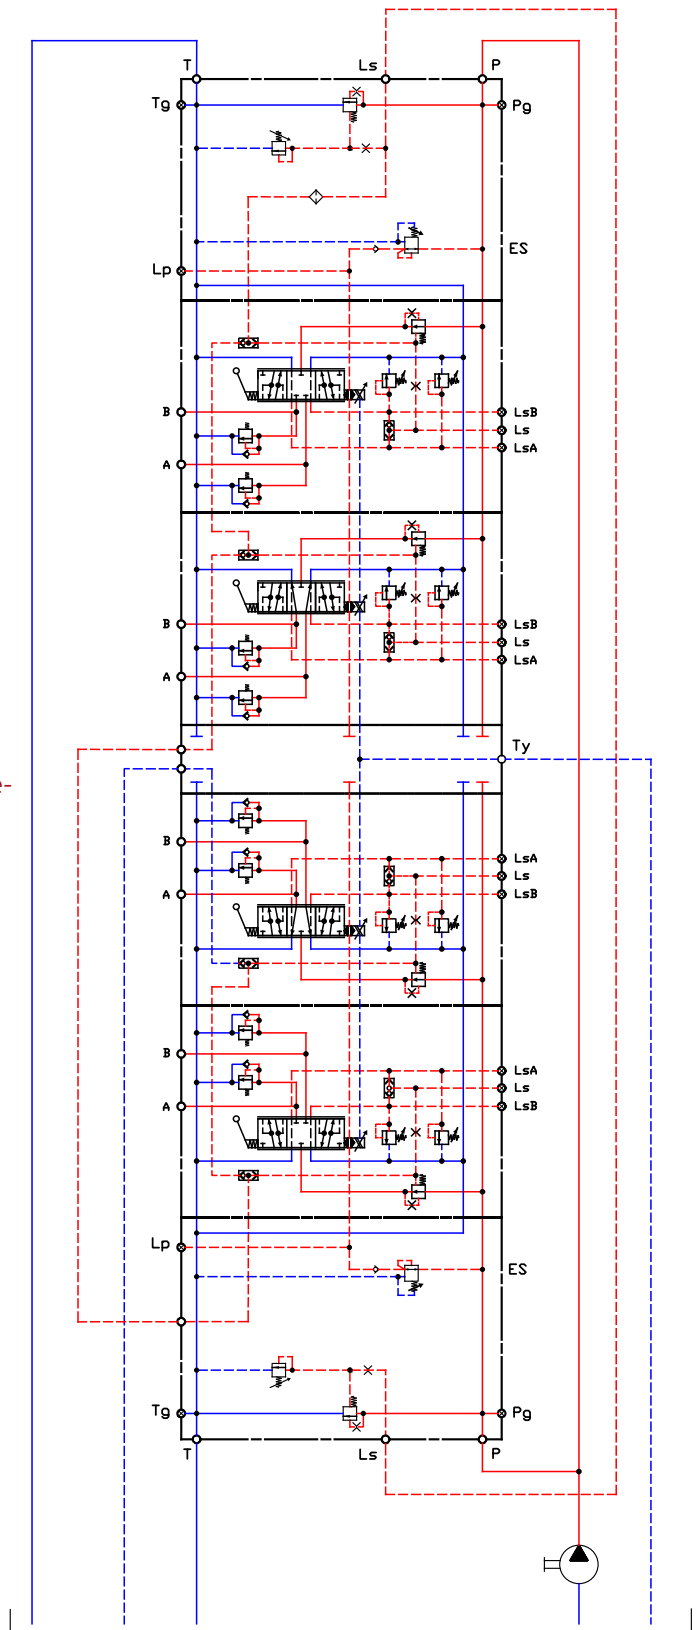 T Ls P
Tg Pg
ES
Lp
B LsB
Ls
A LsA
B LsB
Ls
A LsA
Ty
e-
B LsA
Ls
A LsB
B LsA
Ls
A LsB
Lp
ES
Tg Pg
T Ls P